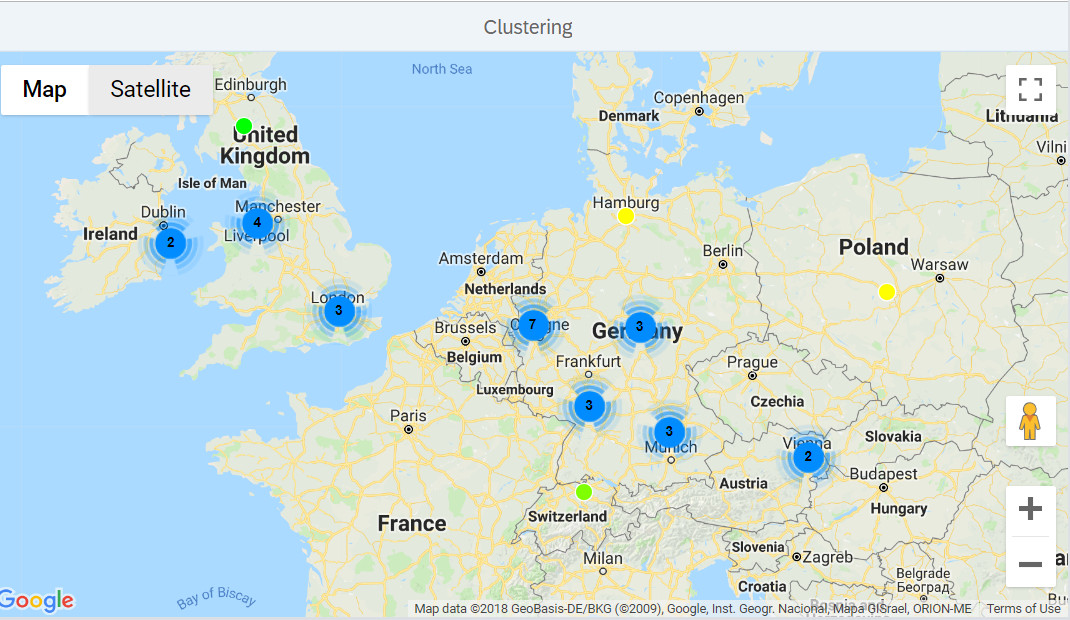 Clustering
North Sea
Map
Satellite
Edinburgh
Copenhagen
Denmark
Lithuania
United
Kingdom
Vilni
Isle of Man
Hamburg
Manchester
Dublin
4
Ireland
2
Liverpool
Berlin
Poland
Amsterdam
Warsaw
Netherlands
London
3
Brussels
7
Germany
3
Belgium
Frankfurt
Prague
Luxembourg
Czechia
3
Paris
3
Slovakia
Munich
Vienna
2
Budapest
Austria
Hungary
Switzerland
France
Slovenia
Milan
Zagreb
Belgrade
Београд
Croatia
Bay of Biscay
Google
Map data ©2018 GeoBasis-DE/BKG (©2009), Google, Inst. Geogr. Nacional, Mapa GISrael, ORION-ME
Terms of Use